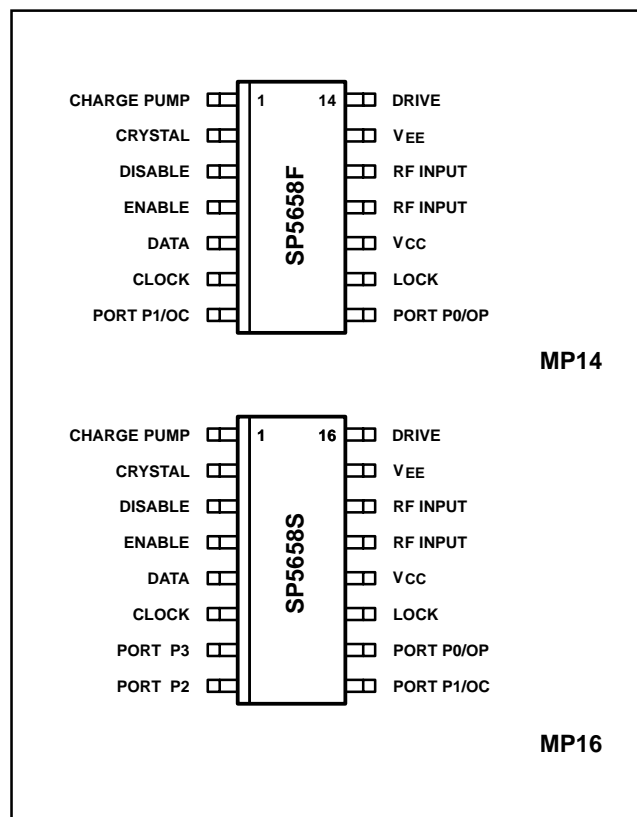 CHARGE PUMP 1 14 DRIVE
CRYSTAL VEE
DISABLE RF INPUT
ENABLE RF INPUT
DATA VCC
CLOCK LOCK
PORT P1/OC PORT P0/OP
SP5658F
MP14
CHARGE PUMP 1 16 DRIVE
CRYSTAL VEE
DISABLE RF INPUT
ENABLE RF INPUT
DATA VCC
CLOCK LOCK
PORT P3 PORT P0/OP
PORT P2 PORT P1/OC
SP5658S
MP16